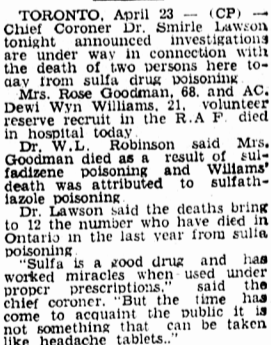 TORONTO, April 23 — (CP) —
Chief Coroner Dr. Smirle Lawson
tonight announced investigations
are under way in connection with
the death of two persons here to-
day from sulfa drug poisoning
Mrs. Rose Goodman, 68. and AC.
Dewi Wyn Williams, 21, volunteer
reserve recruit in the R.A F died
in hospital today
Dr. W.L. Robinson said Mrs.
Goodman died as a result of sul-
fadizene poisoning and Willams'
death was attributed to sulfath-
iazole poisoning
Dr. Lawson said the deaths bring
to 12 the number who have died in
Ontario in the last year from sulla
poisoning
"Sulfa is a good drug and has
worked miracles when used under
proper prescriptions," said the
chief coroner. "But the time has
come to acquaint the public it is
not something that can be taken
like headache tablets.."